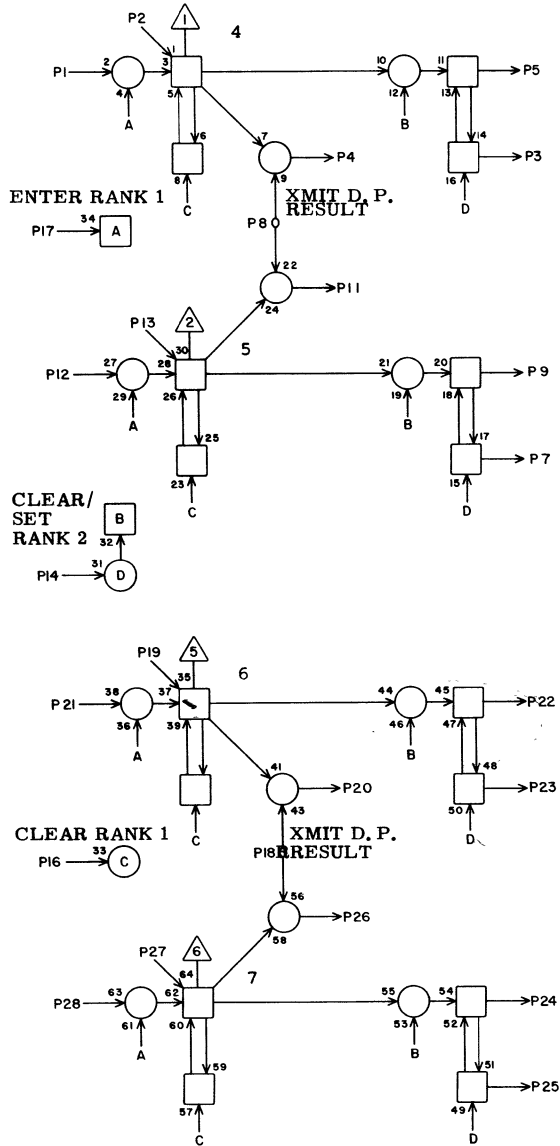 P2 1 4
1
P1 2 3 10 11 P5
4 5 12 13
A 6 7 B 14
P4 P3
8 9 16
C D
ENTER RANK 1 XMIT D. P.
RESULT
34
P17 A P8
22
P11
24
P13 2
30 5
P12 27 28 21 20 P9
29 26 19 18
A 25 B 17
P7
23 15
C D
CLEAR/
SET B
RANK 2 32
31
P14 D
P19 5
35 6
P21 38 37 44 45 P22
36 39 46 47
A 41 B 48
P20 P23
43 50
C D
CLEAR RANK 1 XMIT D. P.
P18 RRESULT
33
P16 C
56
P26
58
P27 6
64 7
P28 63 62 55 54 P24
61 60 53 52
A 59 B 51
P25
57 49
C D